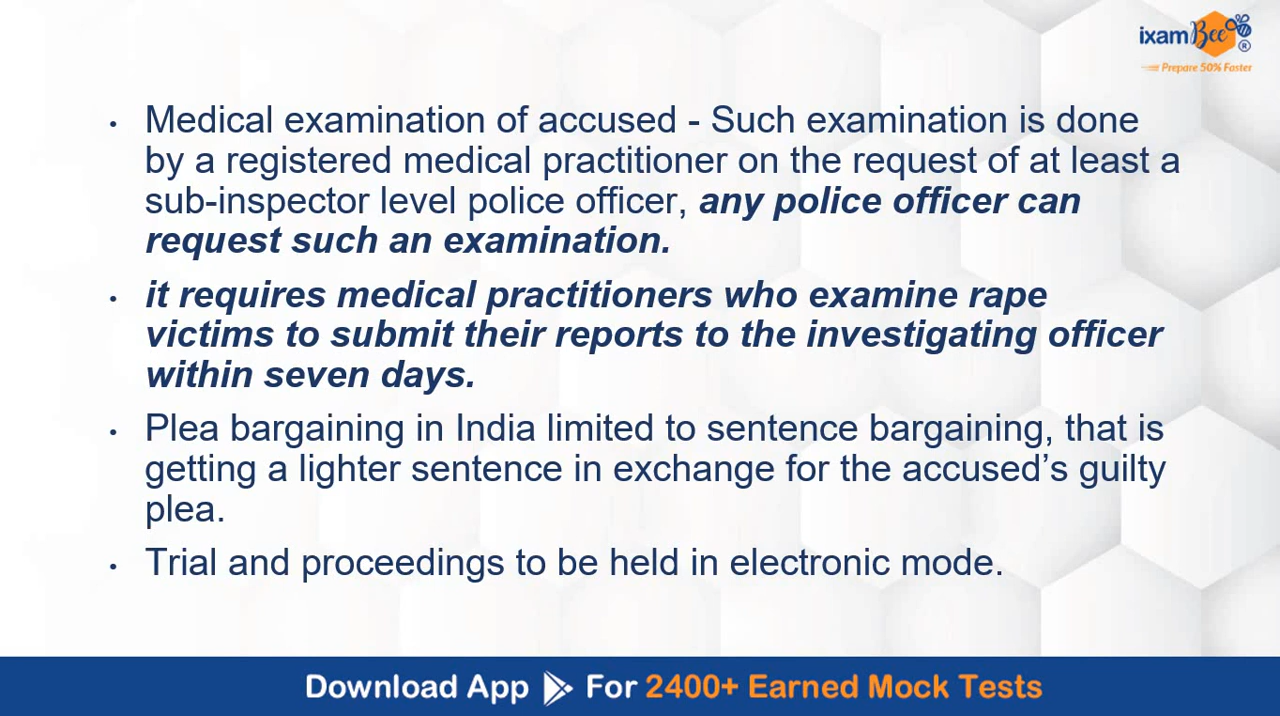 ixamBee®
Prepare 50% Faster
• Medical examination of accused - Such examination is done
by a registered medical practitioner on the request of at least a
sub-inspector level police officer, any police officer can
request such an examination.
• it requires medical practitioners who examine rape
victims to submit their reports to the investigating officer
within seven days.
• Plea bargaining in India limited to sentence bargaining, that is
getting a lighter sentence in exchange for the accused’s guilty
plea.
• Trial and proceedings to be held in electronic mode.
Download App For 2400+ Earned Mock Tests